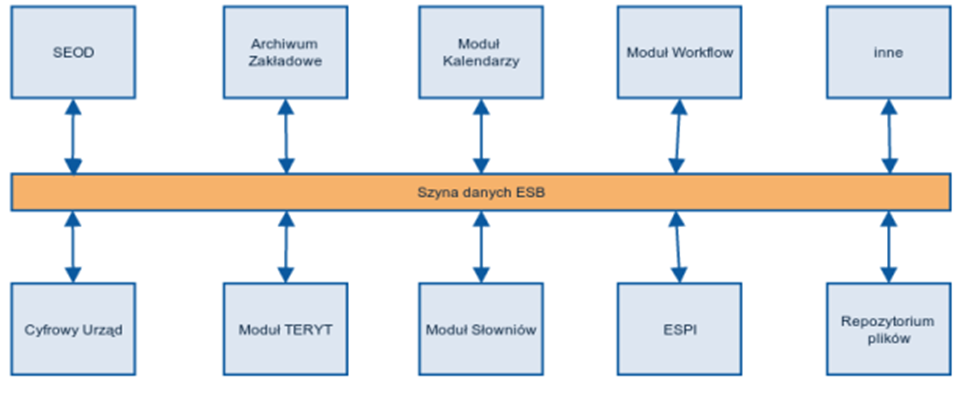 SEOD
Archiwum
Zakładowe
Moduł
Kalendarzy
Moduł Workflow
inne
Szyna danych ESB
Cyfrowy Urząd
Moduł TERYT
Moduł Słowniów
ESPI
Repozytorium
plików